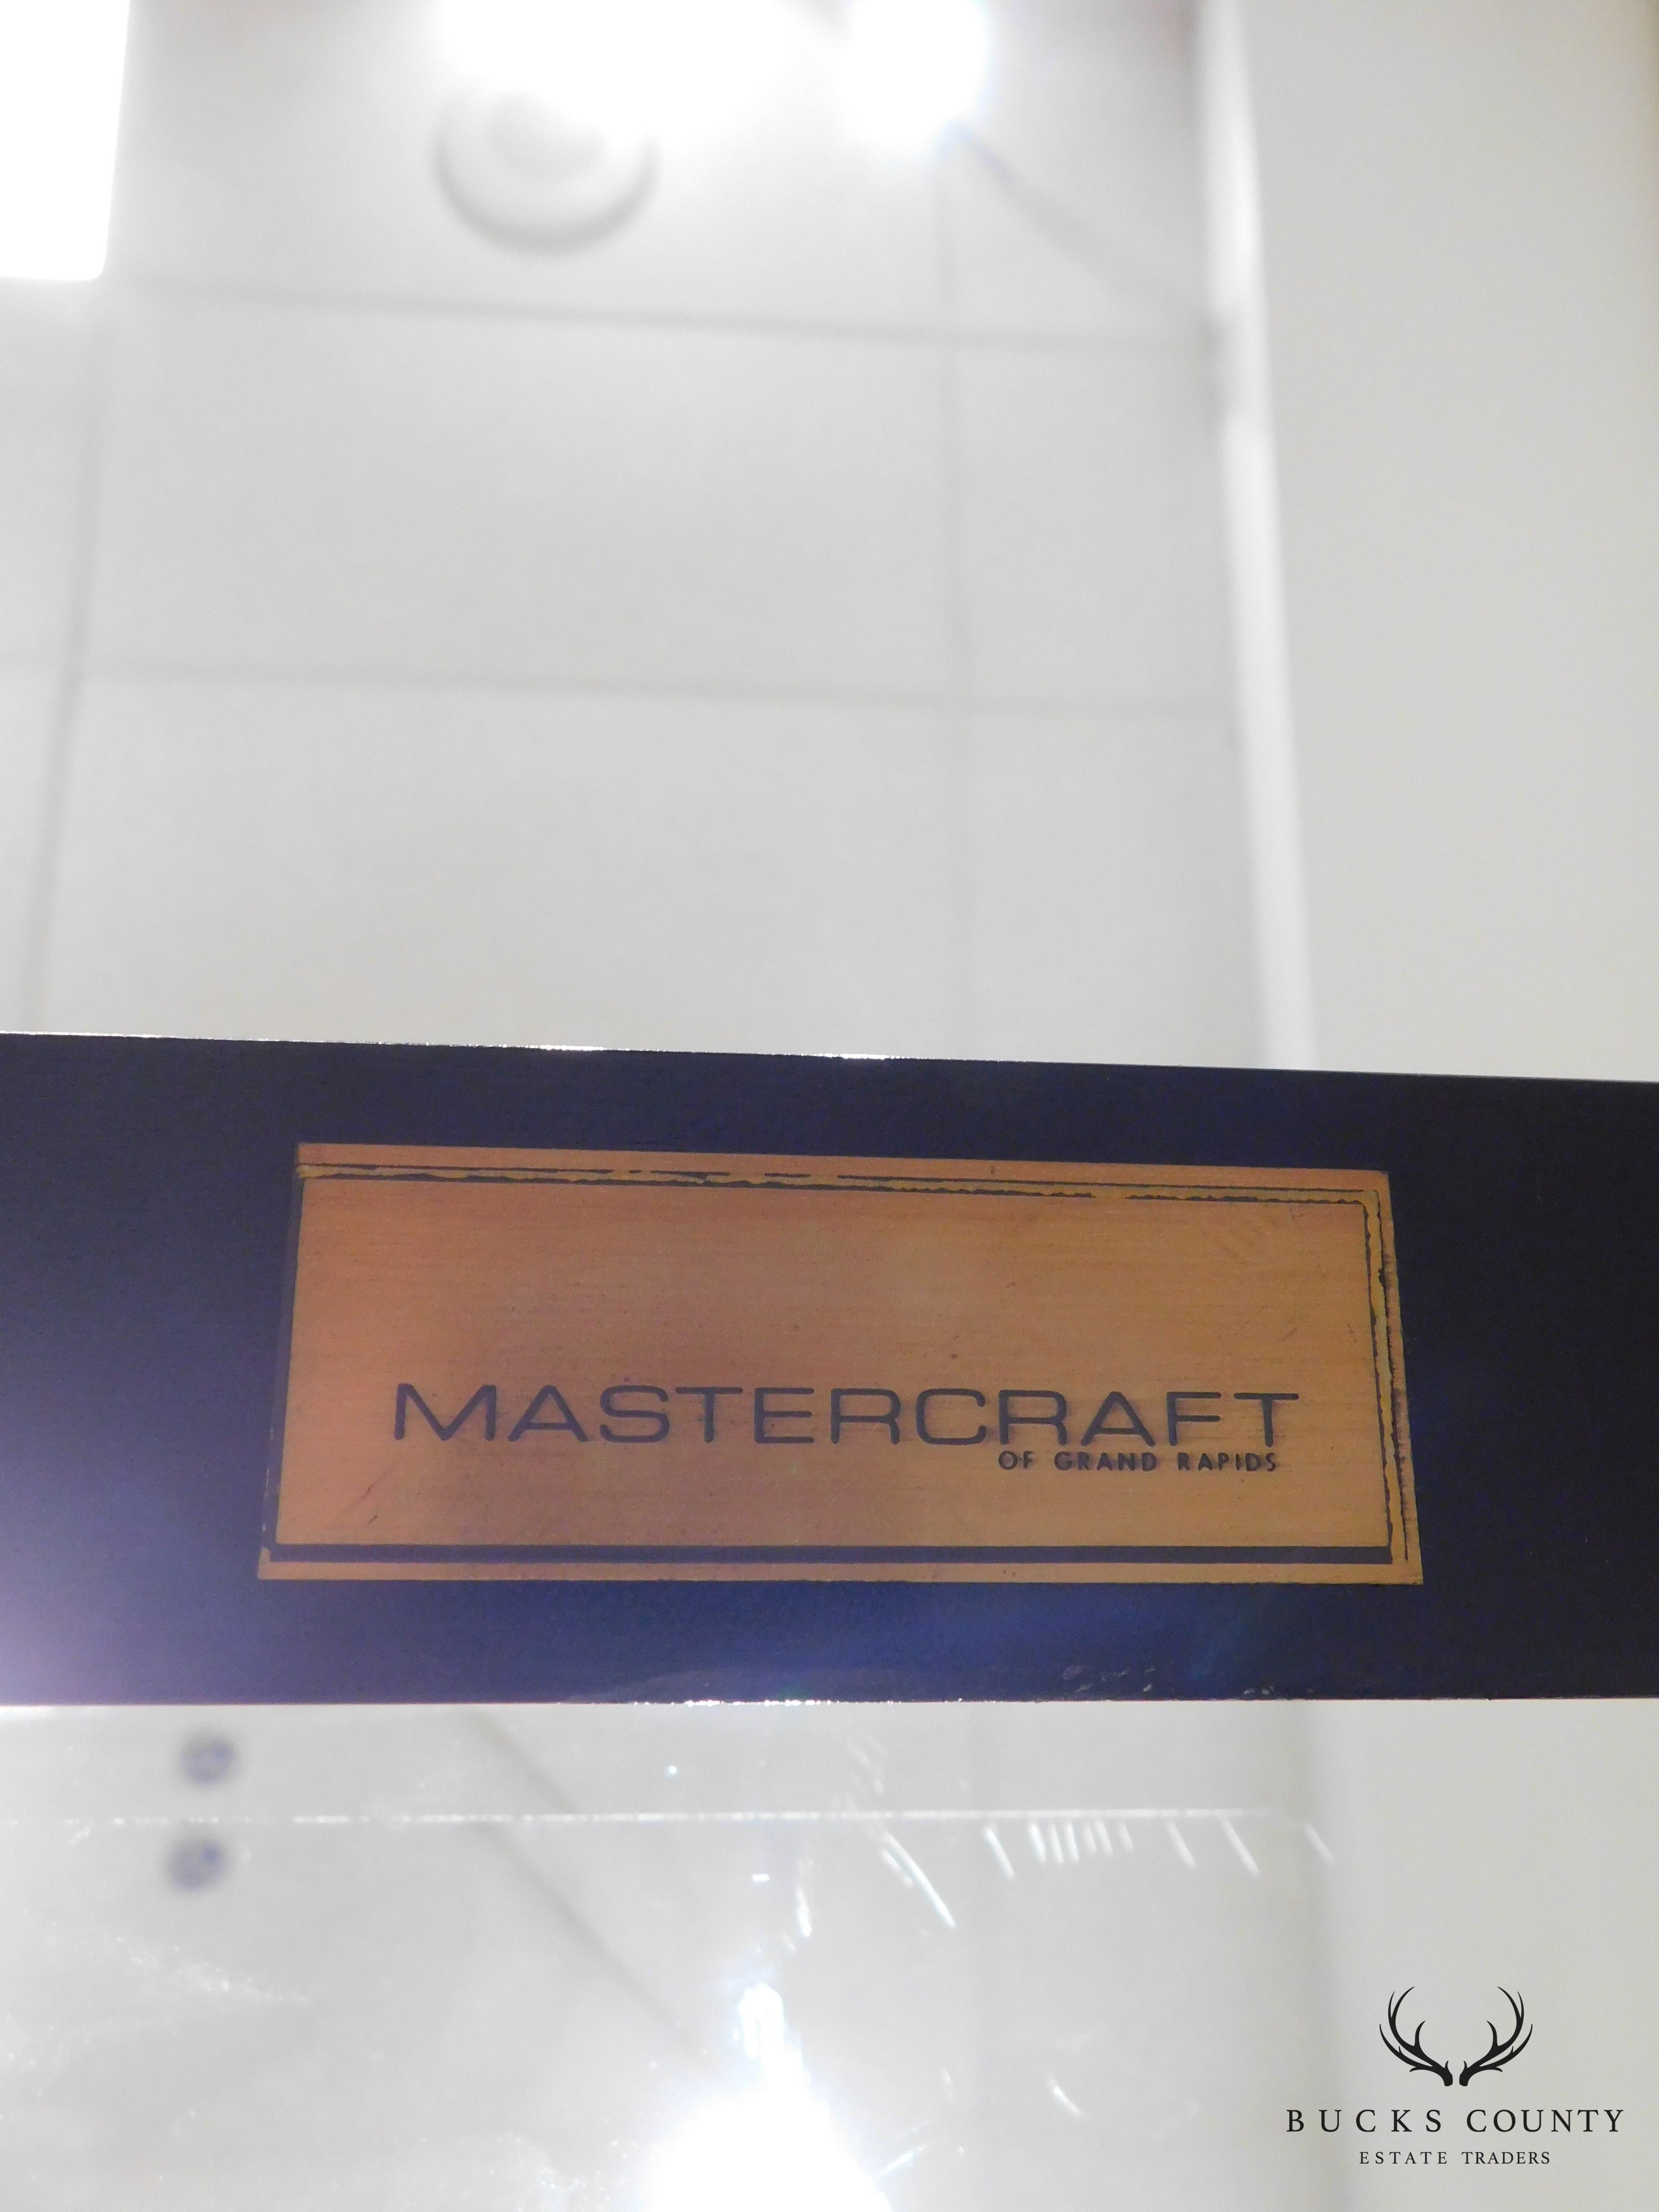 MASTERCRAFT
OF GRAND RAPIDS
BUCKS COUNTY
ESTATE TRADERS